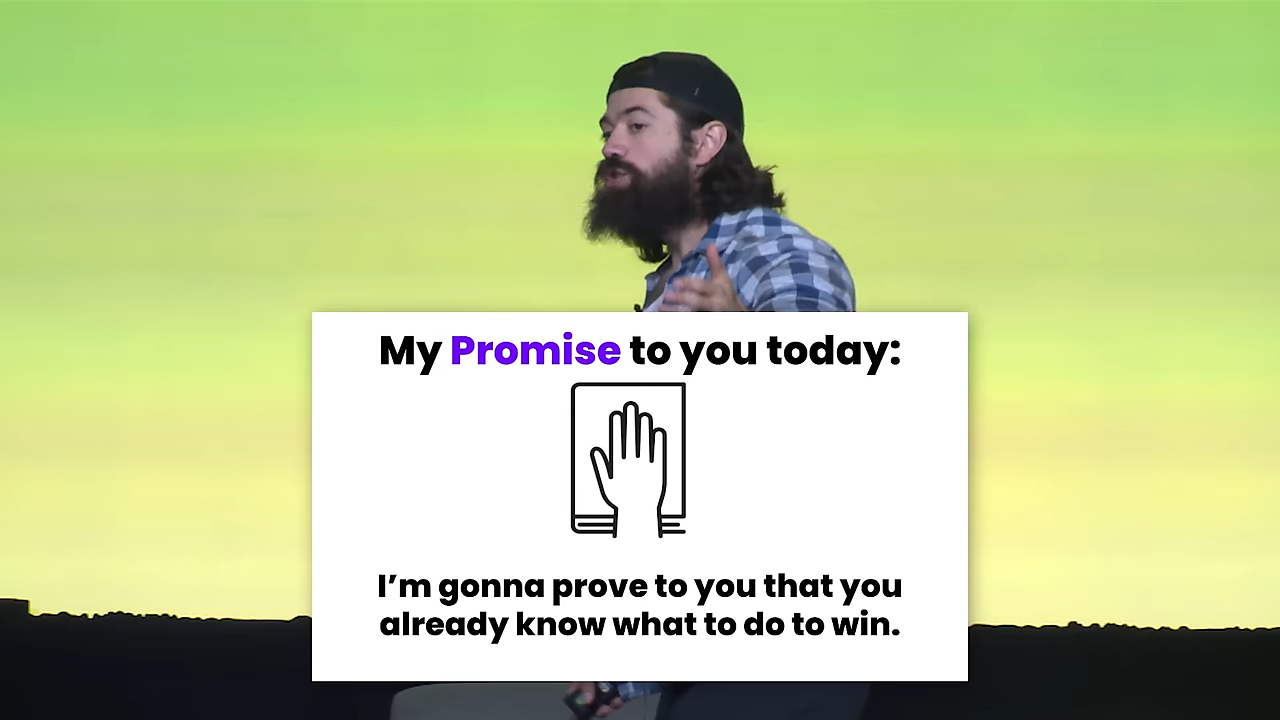 My Promise to you today:
I’m gonna prove to you that you
already know what to do to win.